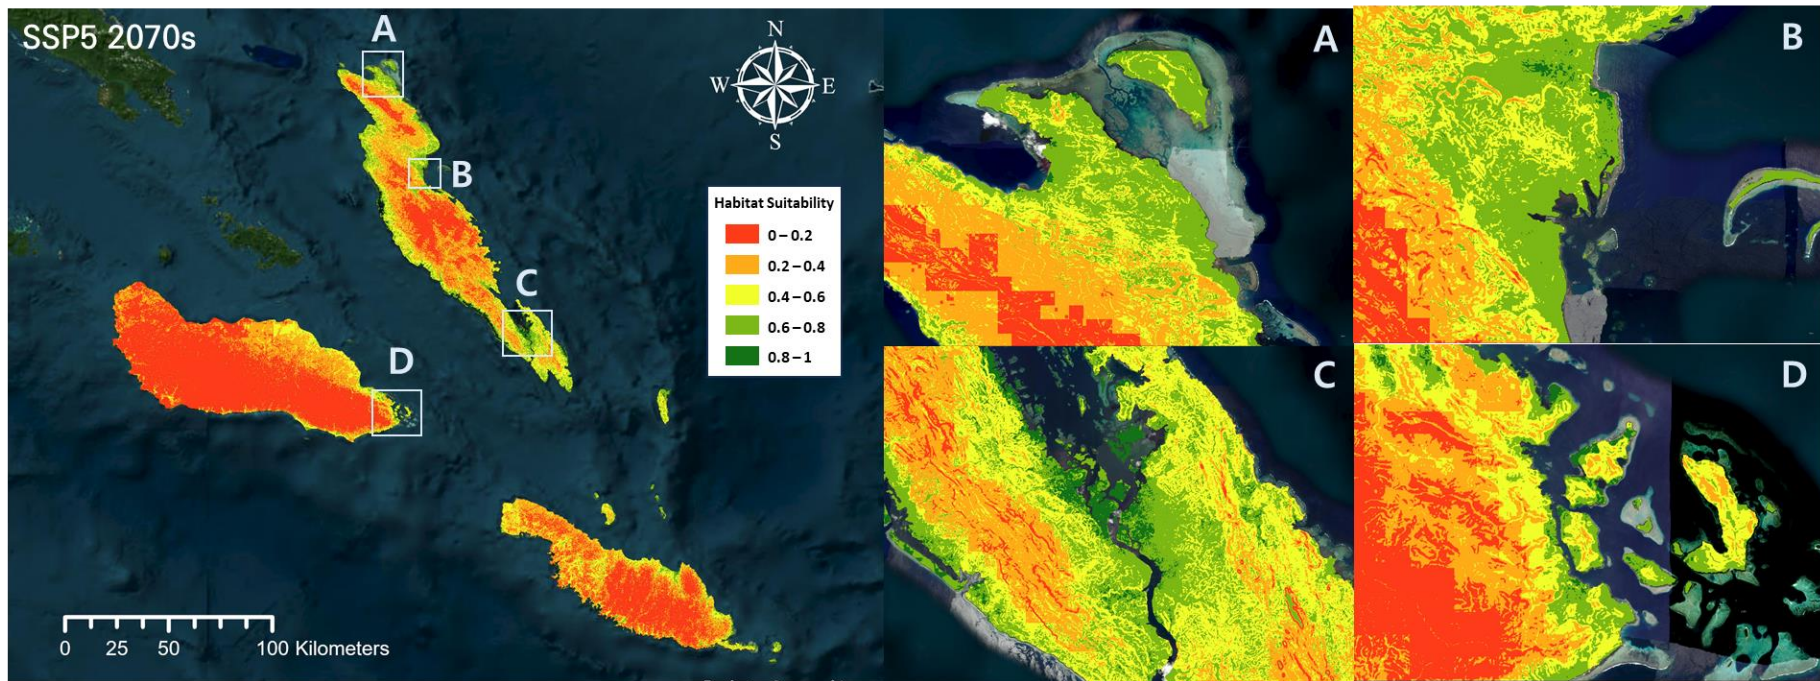 SSP5 2070s
A
B
C
D
N
W E
S
Habitat Suitability
0 – 0.2
0.2 – 0.4
0.4 – 0.6
0.6 – 0.8
0.8 – 1
0 25 50 100 Kilometers
A
B
C
D